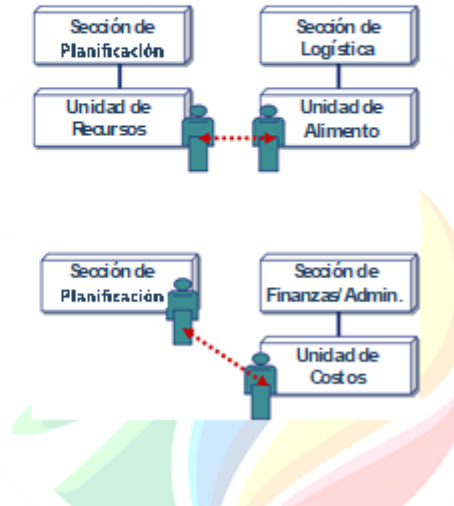 Sección de
Planificación
Sección de
Logística
Unidad de
Recursos
Unidad de
Alimento
Sección de
Planificación
Sección de
Finanzas/Admin.
Unidad de
Costos